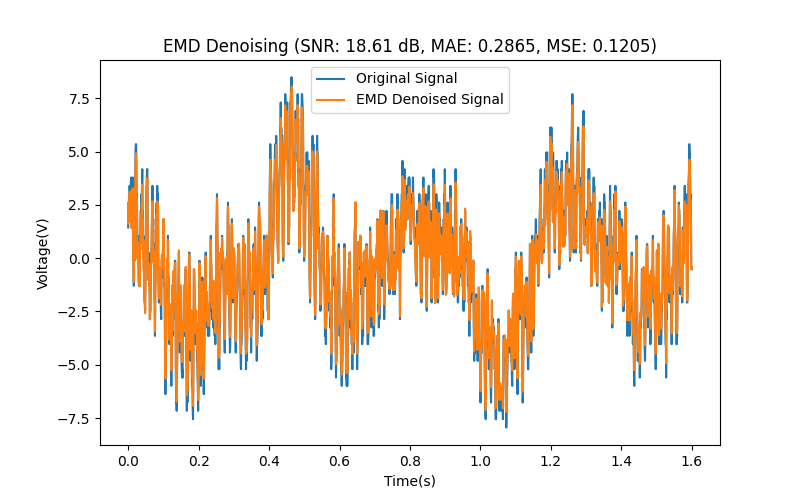 EMD Denoising (SNR: 18.61 dB, MAE: 0.2865, MSE: 0.1205)
Original Signal
EMD Denoised Signal
Voltage(V)
7.5
5.0
2.5
0.0
−2.5
−5.0
−7.5
0.0 0.2 0.4 0.6 0.8 1.0 1.2 1.4 1.6
Time(s)